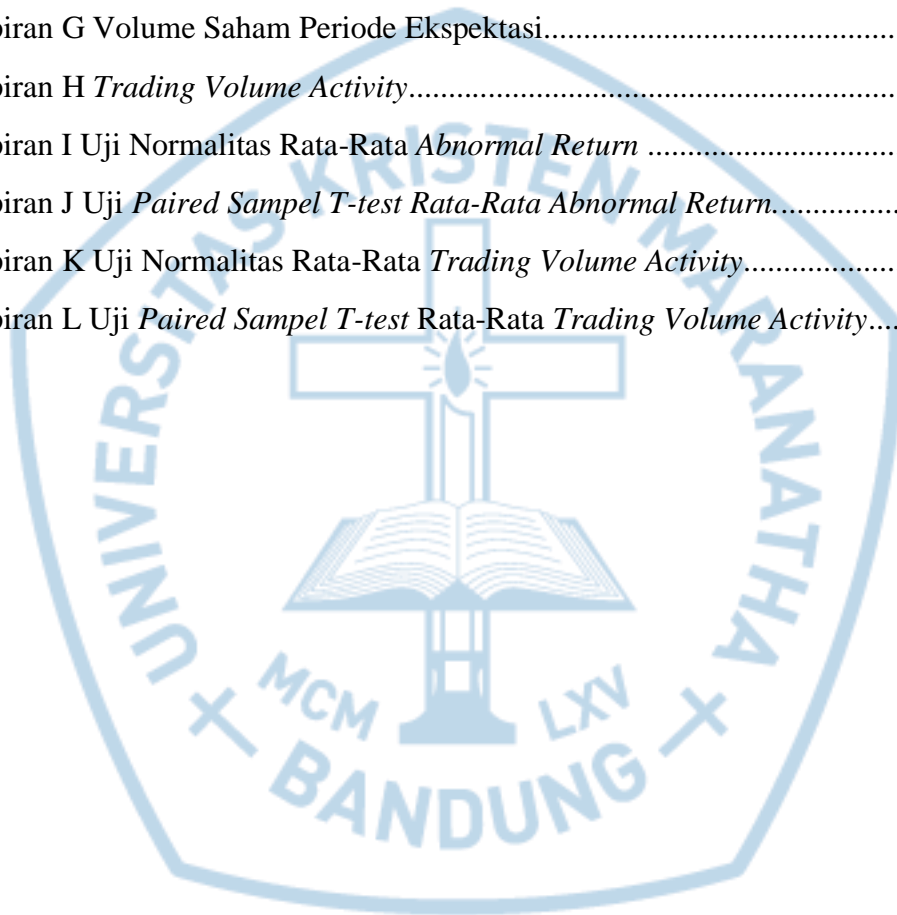 piran G Volume Saham Periode Ekspektasi..........................................
piran H Trading Volume Activity..........................................................
piran I Uji Normalitas Rata-Rata Abnormal Return ..............................
piran J Uji Paired Sampel T-test Rata-Rata Abnormal Return..................
piran K Uji Normalitas Rata-Rata Trading Volume Activity..................
piran L Uji Paired Sampel T-test Rata-Rata Trading Volume Activity....
UNIVERSITAS KRISTEN MARANATHA
MCM LXV
BANDUNG